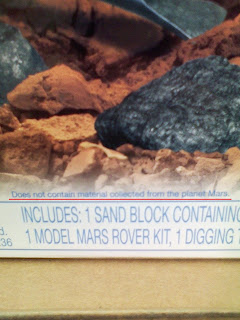 Does not contain material collected from the planet Mars.
INCLUDES: 1 SAND BLOCK CONTAINING
d.
1 MODEL MARS ROVER KIT, 1 DIGGING
36